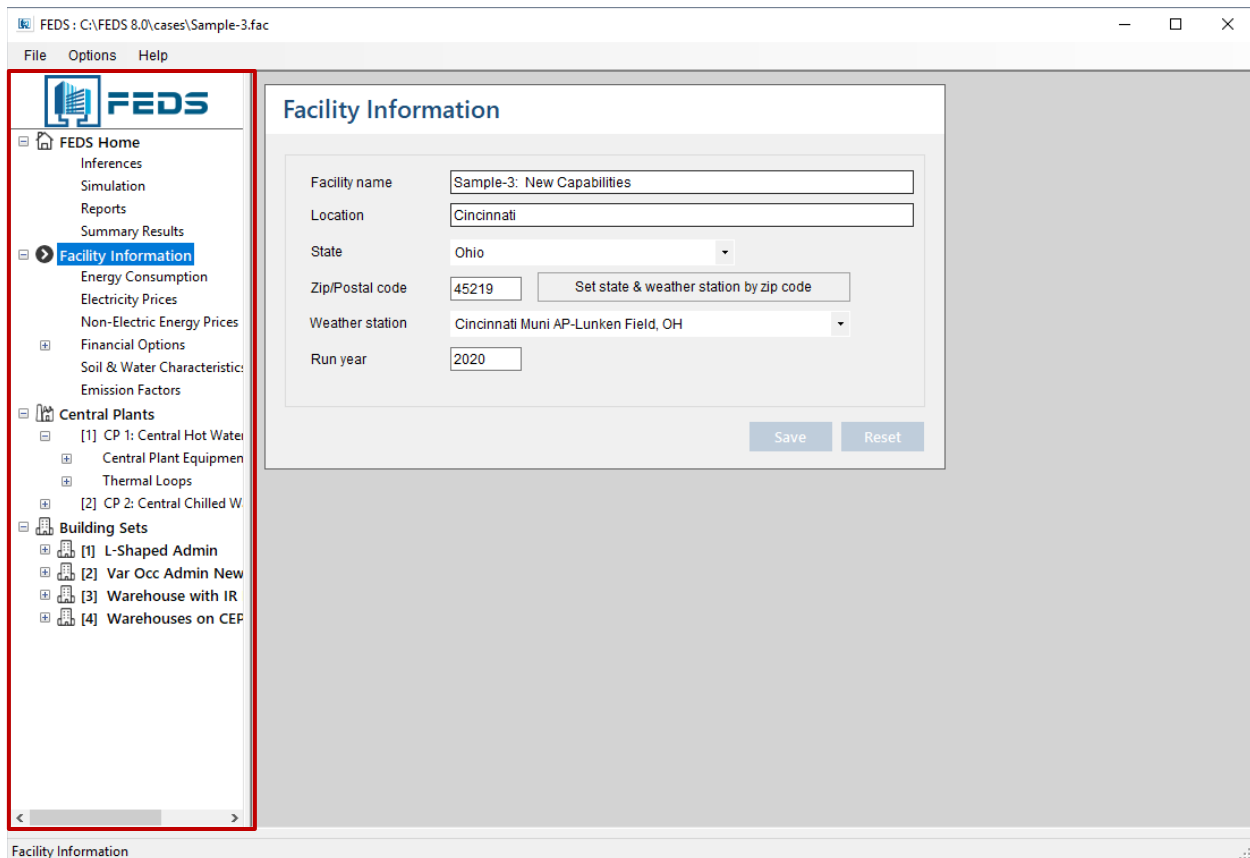 FEDS : C:\FEDS 8.0\cases\Sample-3.fac
File Options Help
FEDS
FEDS Home
Inferences
Simulation
Reports
Summary Results
Facility Information
Energy Consumption
Electricity Prices
Non-Electric Energy Prices
Financial Options
Soil & Water Characteristics
Emission Factors
Central Plants
[1] CP 1: Central Hot Water
Central Plant Equipmen
Thermal Loops
[2] CP 2: Central Chilled W
Building Sets
[1] L-Shaped Admin
[2] Var Occ Admin New
[3] Warehouse with IR
[4] Warehouses on CEP
Facility Information
Facility name Sample-3: New Capabilities
Location Cincinnati
State Ohio
Zip/Postal code 45219 Set state & weather station by zip code
Weather station Cincinnati Muni AP-Lunken Field, OH
Run year 2020
Save Reset
Facility Information